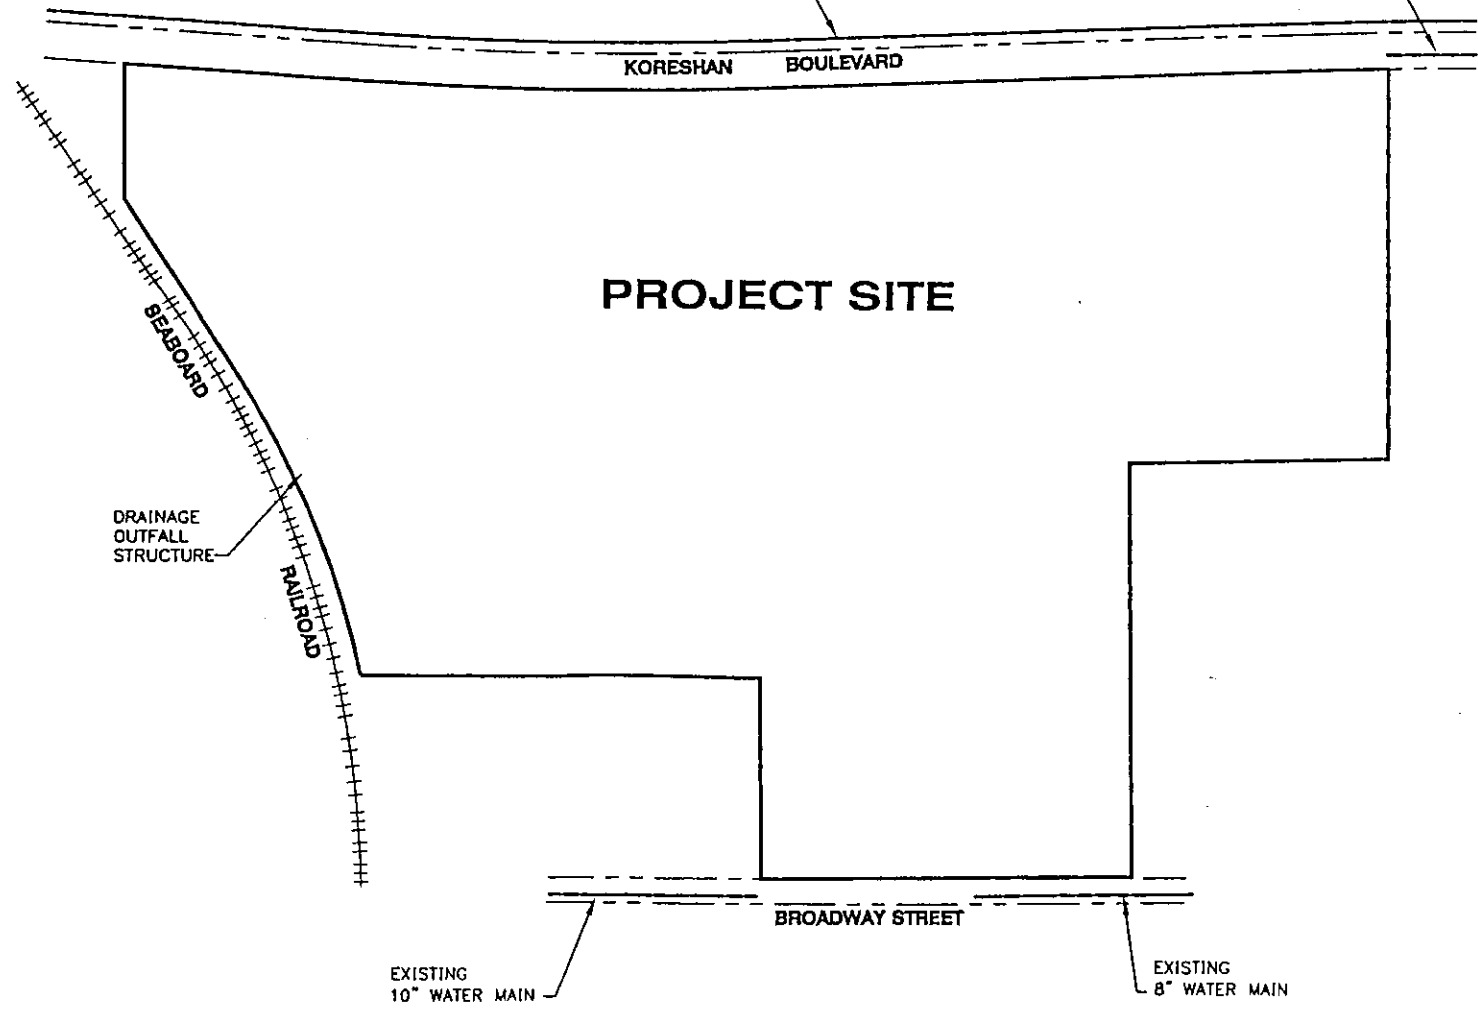 KORESHAN BOULEVARD
PROJECT SITE
SEABOARD
RAILROAD
DRAINAGE
OUTFALL
STRUCTURE
BROADWAY STREET
EXISTING
10" WATER MAIN
EXISTING
8" WATER MAIN